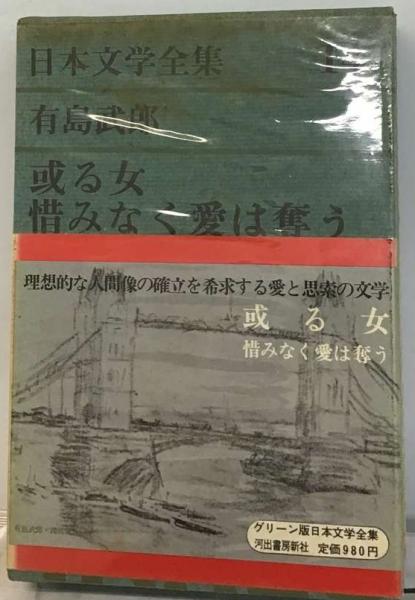 日本文学全集
有島武郎
或る女
惜みなく愛は奪う
理想的な人間像の確立を希求する愛と思索の文学
或る女
惜みなく愛は奪う
有島武郎
グリーン版日本文学全集
河出書房新社 定価980円